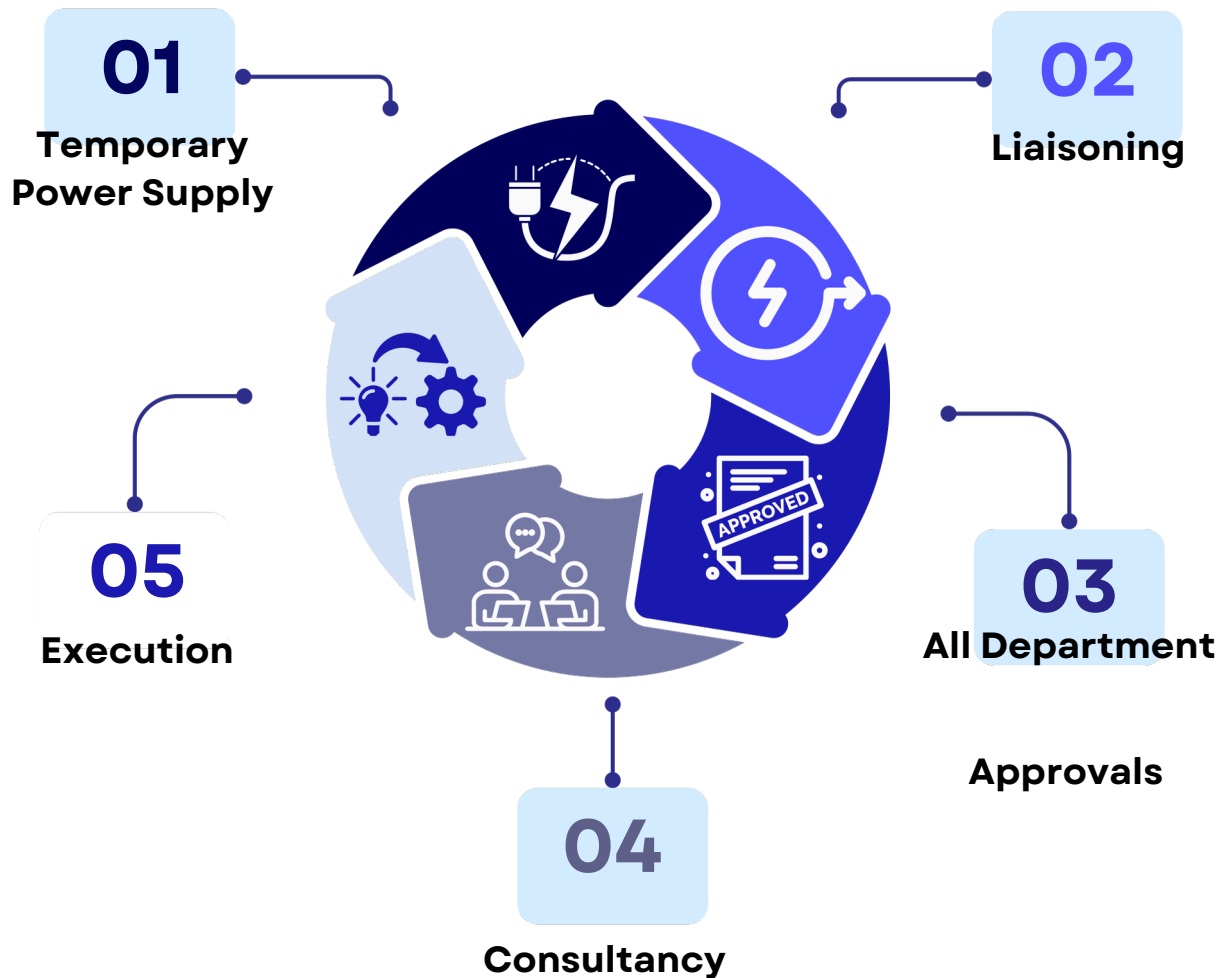 01
Temporary
Power Supply
02
Liaisoning
APPROVED
03
All Department
Approvals
04
Consultancy
05
Execution